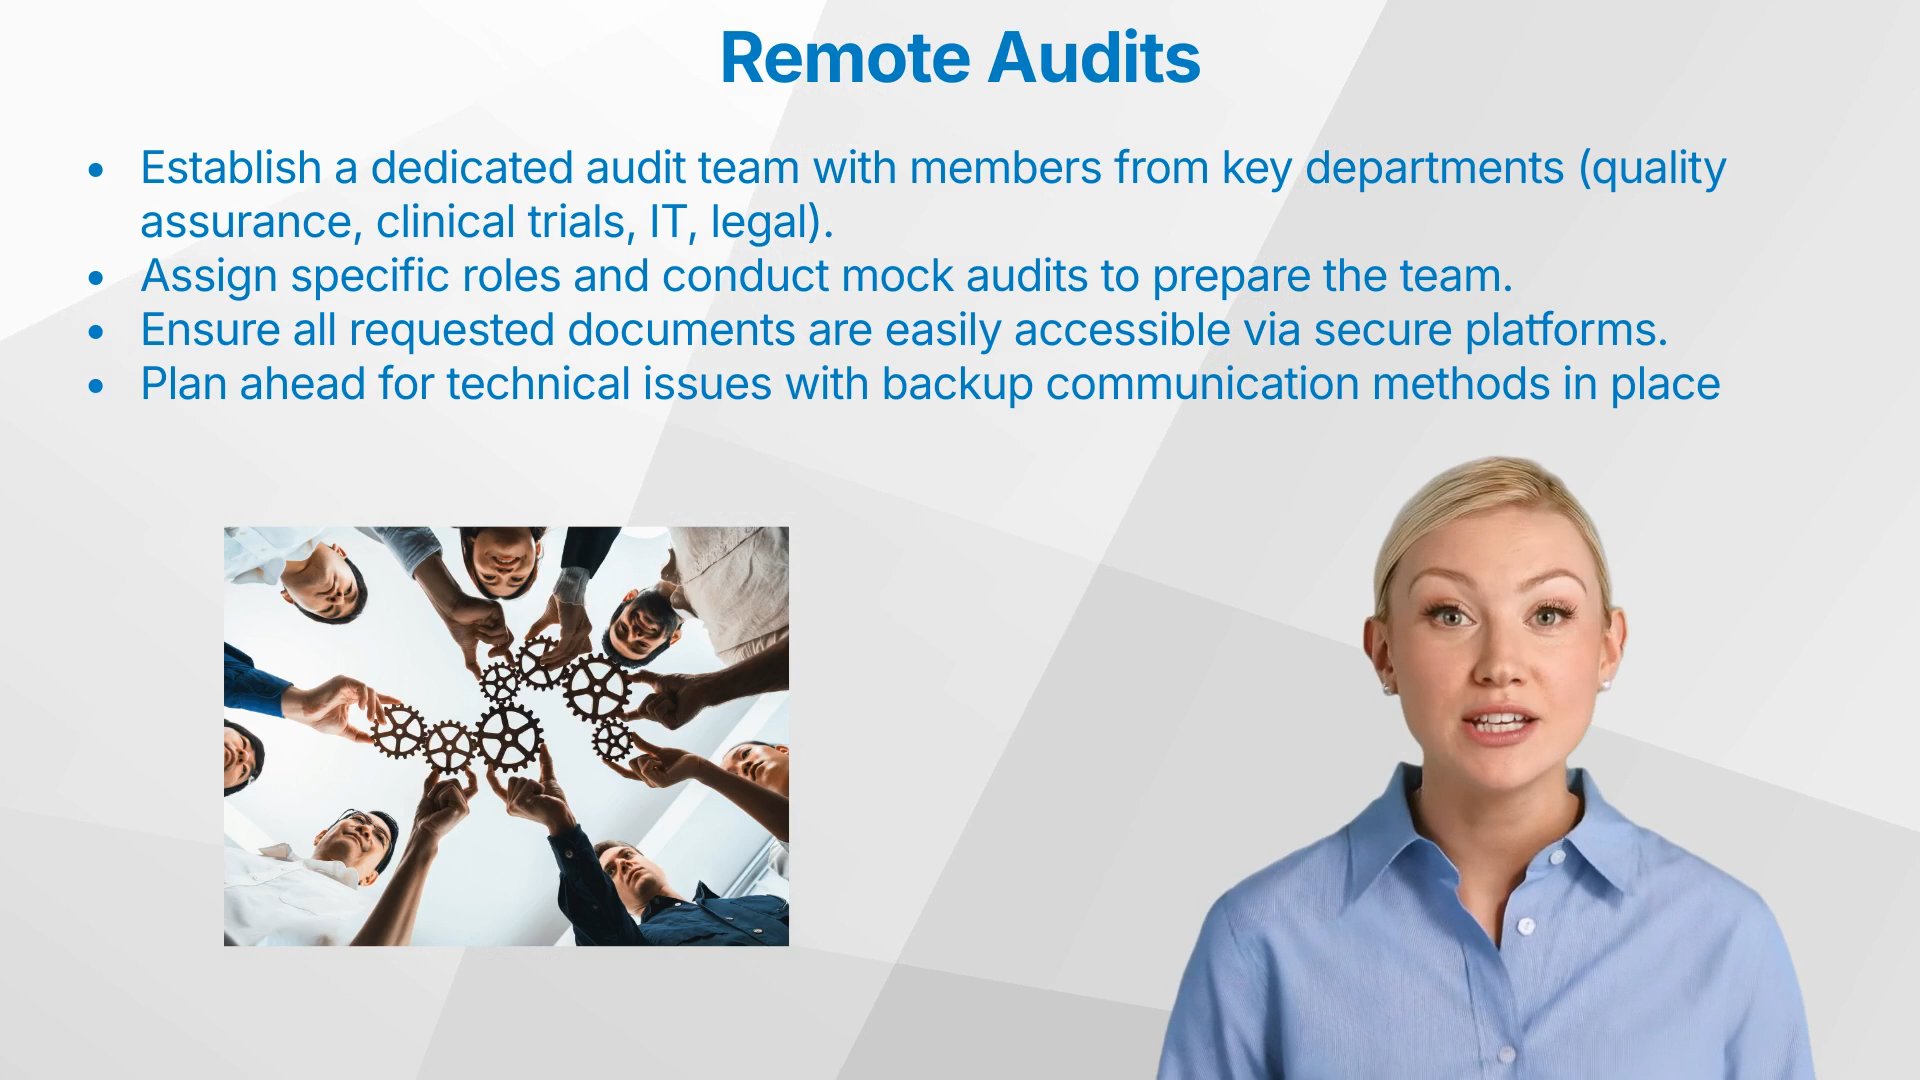 Remote Audits
• Establish a dedicated audit team with members from key departments (quality
assurance, clinical trials, IT, legal).
• Assign specific roles and conduct mock audits to prepare the team.
• Ensure all requested documents are easily accessible via secure platforms.
• Plan ahead for technical issues with backup communication methods in place